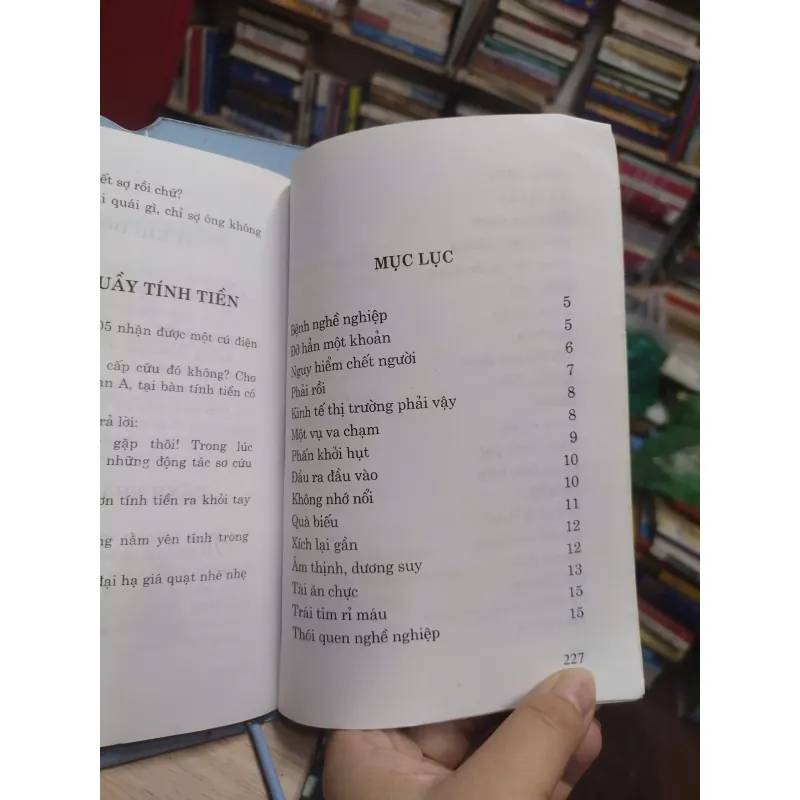 ết sợ rồi chứ?
i quái gì, chỉ sợ ông không
UẦY TÍNH TIỀN
05 nhận được một cú điện
cấp cứu đó không? Cho
an A, tại bàn tính tiền có
rả lời:
gặp thôi! Trong lúc
những động tác sơ cứu
ơn tính tiền ra khỏi tay
ng nằm yên tĩnh trong
đại hạ giá quạt nhè nhẹ
MỤC LỤC
Bệnh nghề nghiệp 5
Đỡ hẳn một khoản 5
Nguy hiểm chết người 6
Phải rồi 7
Kinh tế thị trường phải vậy 8
Một vụ va chạm 8
Phấn khởi hụt 9
Đầu ra đầu vào 10
Không nhớ nổi 10
Quà biếu 11
Xích lại gần 12
Âm thịnh, dương suy 12
Tài ăn chực 13
Trái tim rỉ máu 15
Thói quen nghề nghiệp 15
227